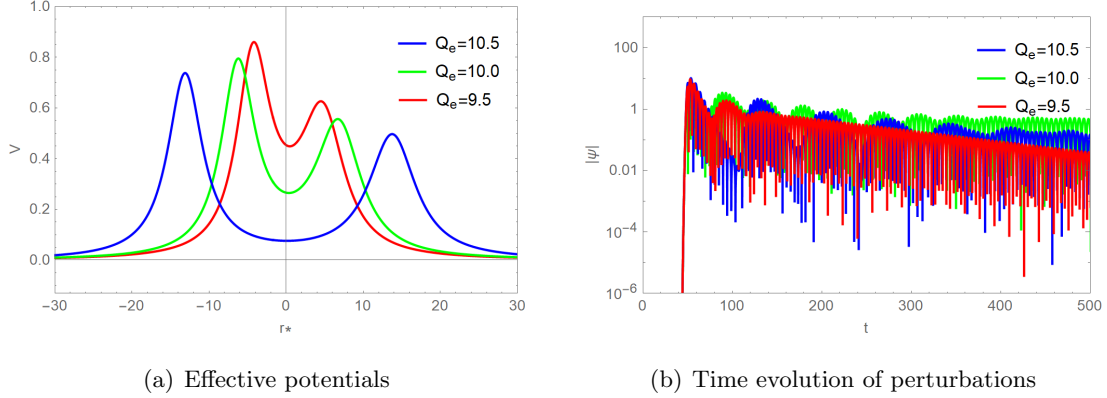 1.0
0.8
0.6
0.4
0.2
0.0
V
−30 −20 −10 0 10 20 30
r*
Qe=10.5
Qe=10.0
Qe=9.5
(a) Effective potentials
100
1
0.01
10−4
10−6
|ψ|
0 100 200 300 400 500
t
Qe=10.5
Qe=10.0
Qe=9.5
(b) Time evolution of perturbations